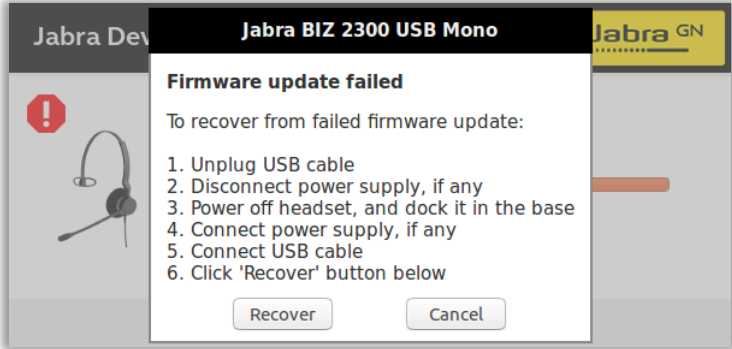 Jabra Dev
Jabra BIZ 2300 USB Mono
Jabra GN
Firmware update failed
To recover from failed firmware update:
1. Unplug USB cable
2. Disconnect power supply, if any
3. Power off headset, and dock it in the base
4. Connect power supply, if any
5. Connect USB cable
6. Click 'Recover' button below
Recover
Cancel